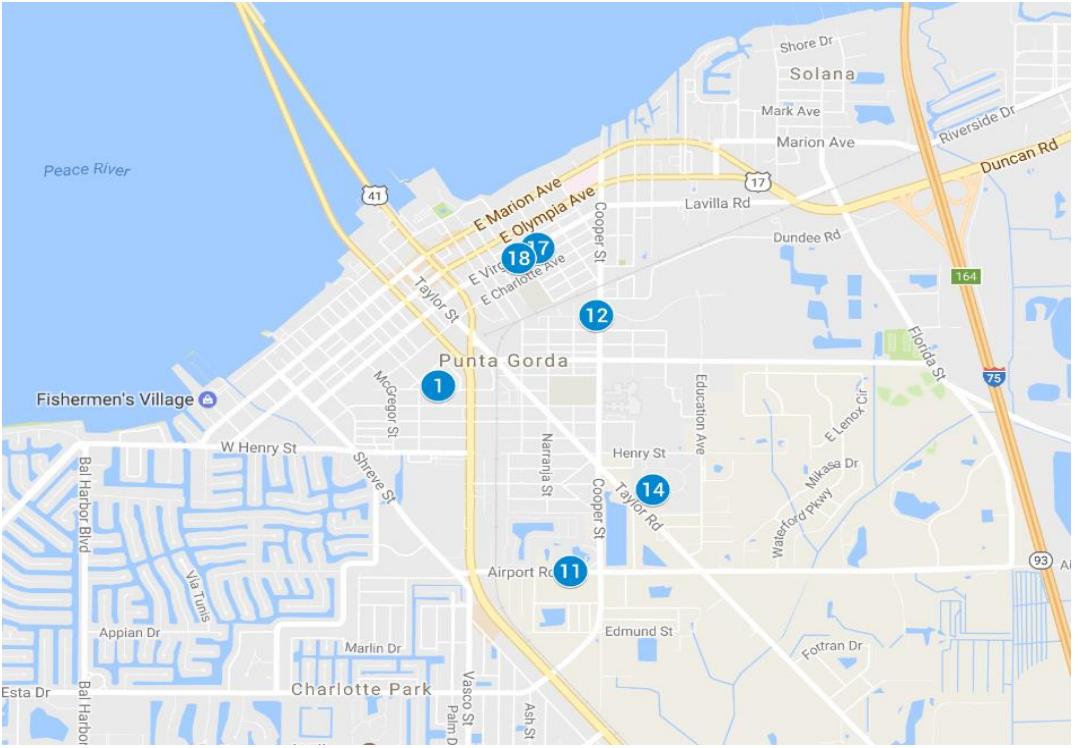 Shore Dr
Solana
Mark Ave
Riverside Dr
Marion Ave
Duncan Rd
Peace River
41
17
E Marion Ave
E Olympia Ave
Cooper St
Lavilla Rd
Dundee Rd
17
18
E Virg
E Charlotte Ave
164
Taylor St
12
Florida St
Punta Gorda
75
1
McGregor St
Education Ave
Fishermen's Village
E Lenox Cir
W Henry St
Narranja St
Henry St
Bal Harbor Blvd
Shreve St
Mikasa Dr
14
Cooper St
Taylor Rd
Waterford Pkwy
93
Airport Ro
11
Via Tunis
Appian Dr
Edmund St
Marlin Dr
Fottran Dr
Esta Dr
Charlotte Park
Bal Harbor
Vasco St
Palm D
Ash St